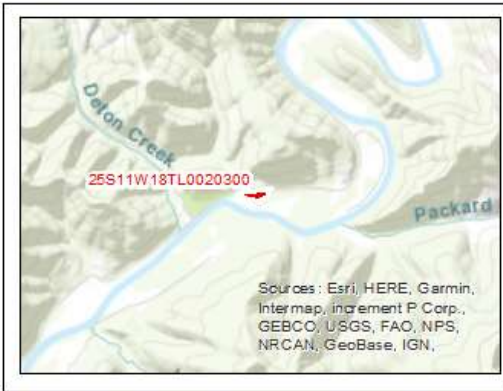 Deton Creek
25S11W18TL0020300
Packard
Sources: Esri, HERE, Garmin,
Intermap, increment P Corp.,
GEBCO, USGS, FAO, NPS,
NRCAN, GeoBase, IGN,